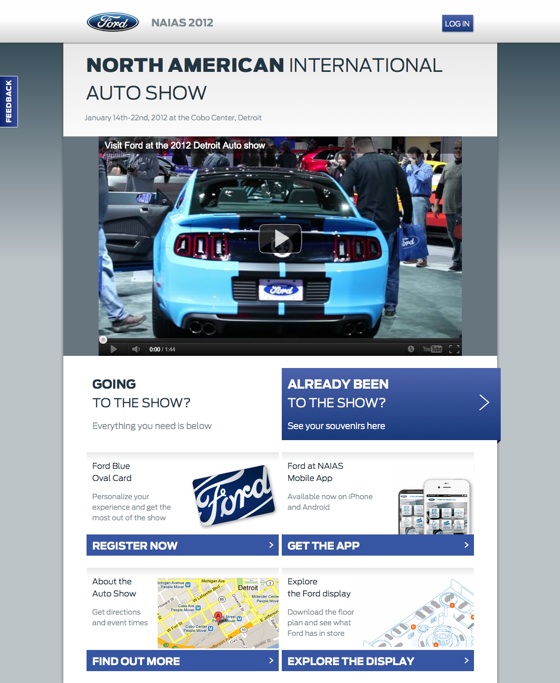 Ford
NAIAS 2012
LOG IN
FEEDBACK
NORTH AMERICAN INTERNATIONAL
AUTO SHOW
January 14th-22nd, 2012 at the Cobo Center, Detroit
Visit Ford at the 2012 Detroit Auto show
Ford
Ford
0:00 / 1:44
YouTube
GOING
TO THE SHOW?
Everything you need is below
ALREADY BEEN
TO THE SHOW?
See your souvenirs here
Ford Blue
Oval Card
Personalize your
experience and get the
most out of the show
Ford
REGISTER NOW
Ford at NAIAS
Mobile App
Available now on iPhone
and Android
GET THE APP
About the
Auto Show
Get directions
and event times
Michigan Ave
Detroit
FIND OUT MORE
Explore
the Ford display
Download the floor
plan and see what
Ford has in store
EXPLORE THE DISPLAY